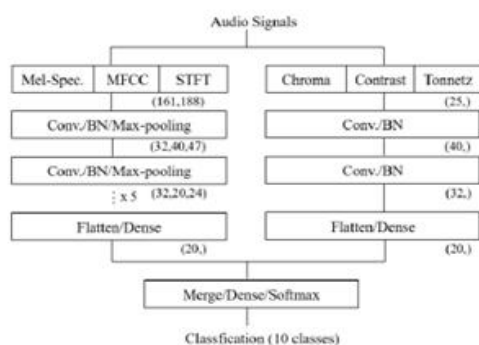 Audio Signals
Mel-Spec. MFCC STFT
Chroma Contrast Tonnetz
(161,188)
(25,)
Conv./BN/Max-pooling
Conv./BN
(32,40,47)
(40,)
Conv./BN/Max-pooling
Conv./BN
⋮ x 5 (32,20,24)
(32,)
Flatten/Dense
Flatten/Dense
(20,)
(20,)
Merge/Dense/Softmax
Classfication (10 classes)